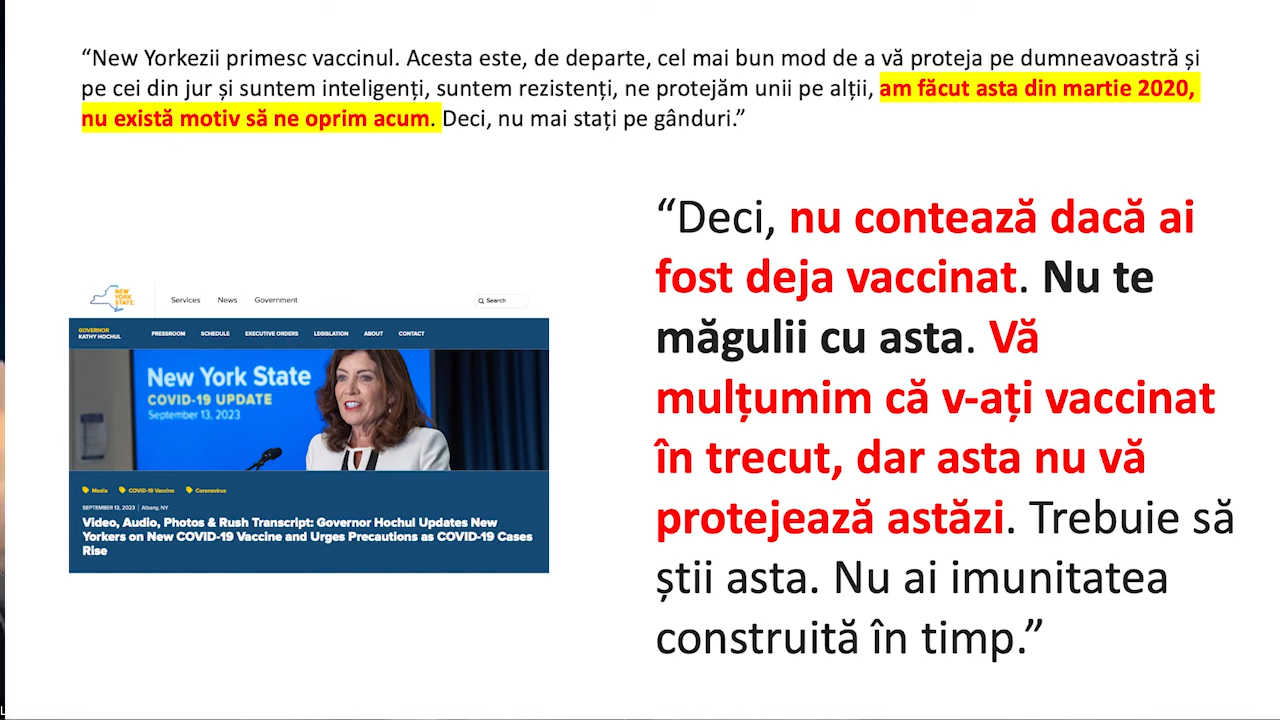 “New Yorkezii primesc vaccinul. Acesta este, de departe, cel mai bun mod de a vă proteja pe dumneavoastră și
pe cei din jur și suntem inteligenți, suntem rezistenți, ne protejăm unii pe alții, am făcut asta din martie 2020,
nu există motiv să ne oprim acum. Deci, nu mai stați pe gânduri.”
“Deci, nu contează dacă ai
fost deja vaccinat. Nu te
măgulii cu asta. Vă
mulțumim că v-ați vaccinat
în trecut, dar asta nu vă
protejează astăzi. Trebuie să
știi asta. Nu ai imunitatea
construită în timp.”
NEW
YORK
STATE
Services News Government Search
GOVERNOR
KATHY HOCHUL
PRESSROOM SCHEDULE EXECUTIVE ORDERS LEGISLATION ABOUT CONTACT
New York State
COVID-19 UPDATE
September 13, 2023
Media COVID-19 Vaccine Coronavirus
SEPTEMBER 13, 2023 | Albany, NY
Video, Audio, Photos & Rush Transcript: Governor Hochul Updates New
Yorkers on New COVID-19 Vaccine and Urges Precautions as COVID-19 Cases
Rise